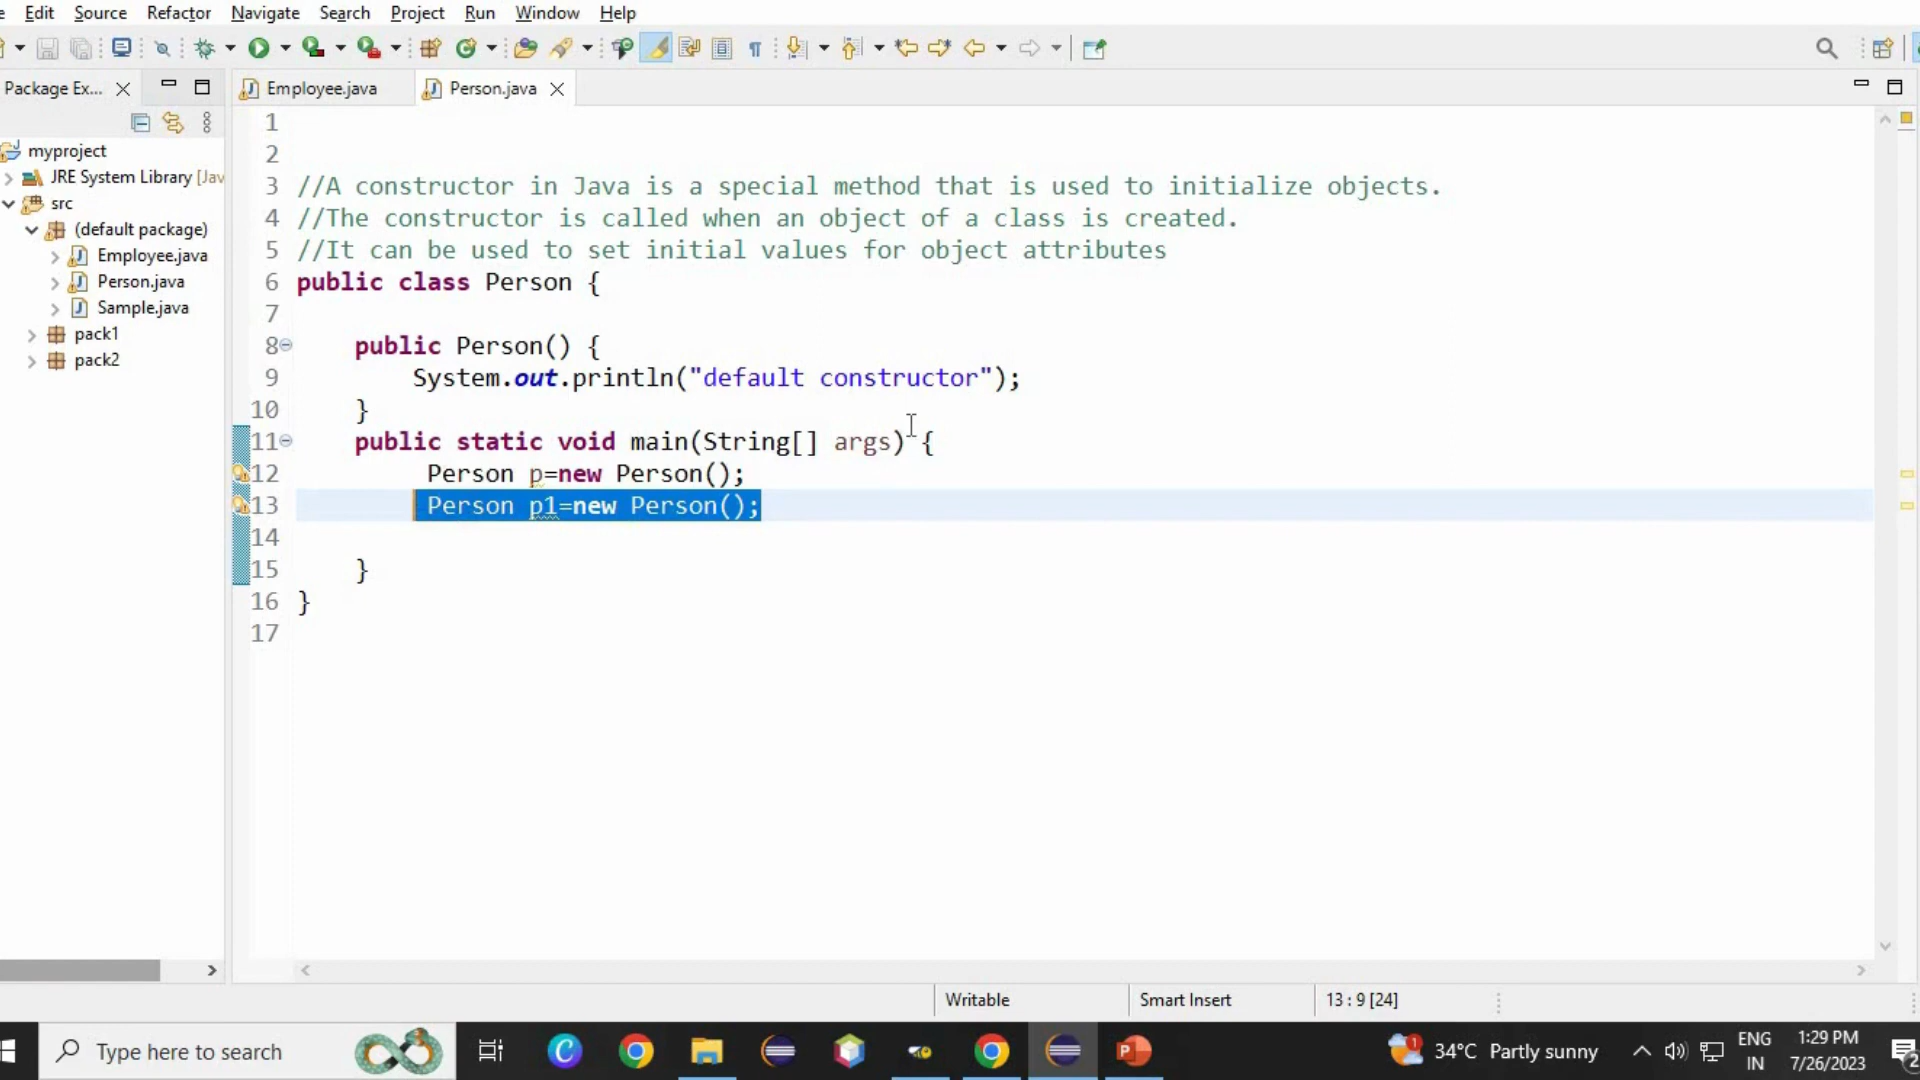 Edit Source Refactor Navigate Search Project Run Window Help
Package Ex...
Employee.java
Person.java
myproject
JRE System Library [Jav
src
(default package)
Employee.java
Person.java
Sample.java
pack1
pack2
1
2
3 //A constructor in Java is a special method that is used to initialize objects.
4 //The constructor is called when an object of a class is created.
5 //It can be used to set initial values for object attributes
6 public class Person {
7
8 public Person() {
9 System.out.println("default constructor");
10 }
11 public static void main(String[] args) {
12 Person p=new Person();
13 Person p1=new Person();
14
15 }
16 }
17
Writable Smart Insert 13 : 9 [24]
Type here to search
34°C Partly sunny
ENG
IN
1:29 PM
7/26/2023
2